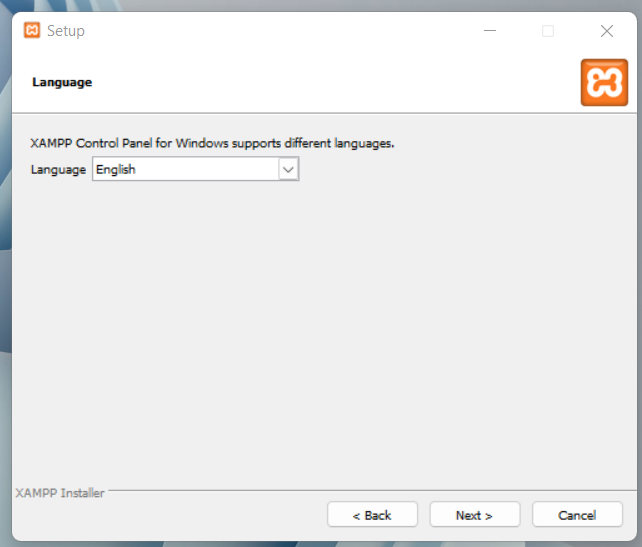 Setup
Language
XAMPP Control Panel for Windows supports different languages.
Language English
XAMPP Installer
< Back Next > Cancel